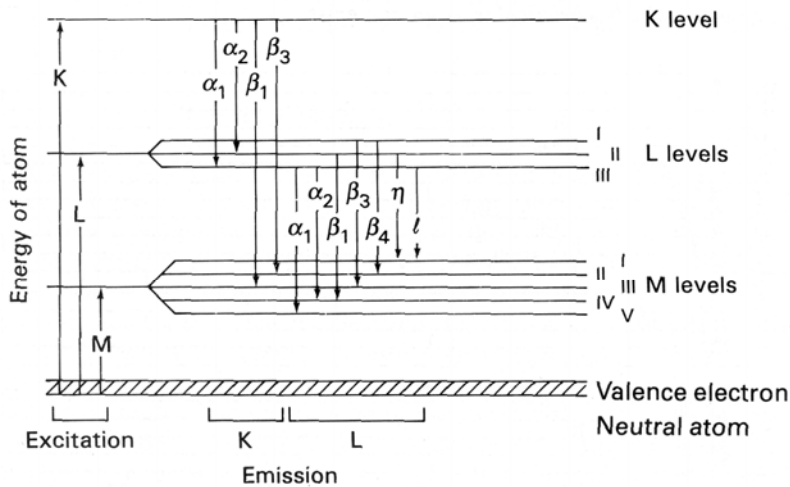 K level
α2 β3
K
α1 β1
I
II L levels
III
Energy of atom
L
α2 β3 η
α1 β1 β4 ℓ
I
II
III M levels
IV
V
M
Valence electron
Neutral atom
Excitation K L
Emission